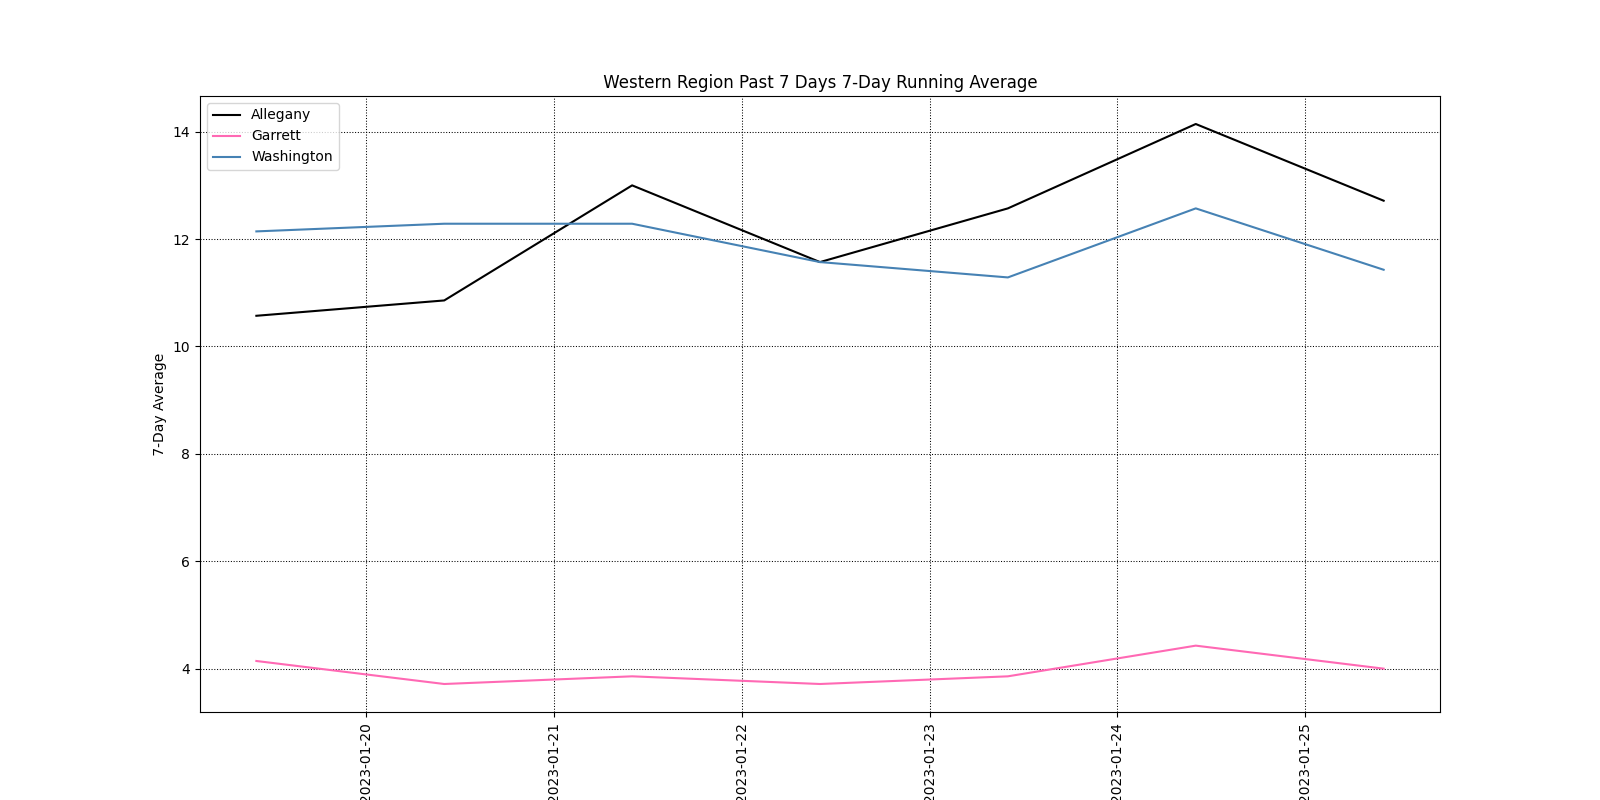 Western Region Past 7 Days 7-Day Running Average
Allegany
Garrett
Washington
7-Day Average
14
12
10
8
6
4
2023-01-20
2023-01-21
2023-01-22
2023-01-23
2023-01-24
2023-01-25